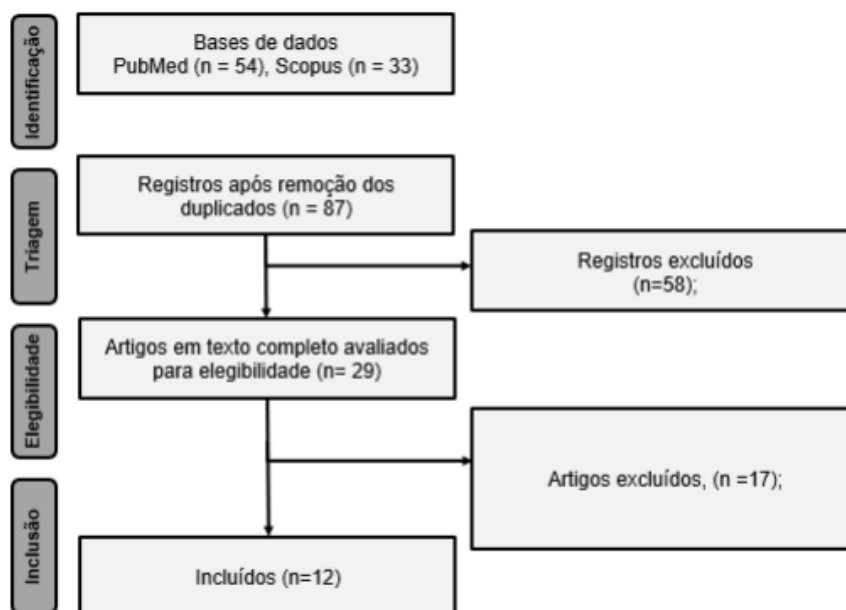 Identificação
Bases de dados
PubMed (n = 54), Scopus (n = 33)
Triagem
Registros após remoção dos
duplicados (n = 87)
Registros excluídos
(n=58);
Elegibilidade
Artigos em texto completo avaliados
para elegibilidade (n= 29)
Artigos excluídos, (n =17);
Inclusão
Incluídos (n=12)